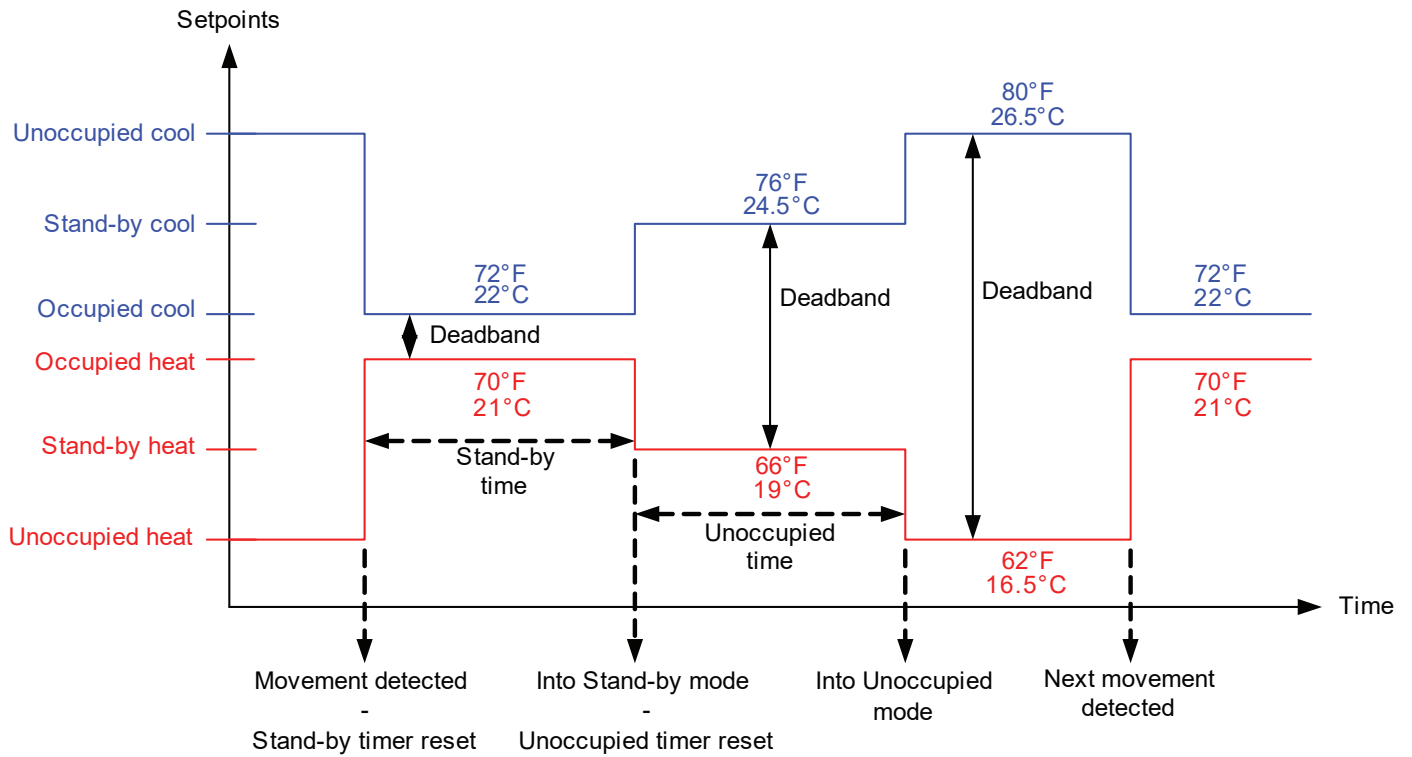 Setpoints
Unoccupied cool
Stand-by cool
Occupied cool
Occupied heat
Stand-by heat
Unoccupied heat
72°F
22°C
Deadband
70°F
21°C
Stand-by
time
76°F
24.5°C
Deadband
66°F
19°C
Unoccupied
time
80°F
26.5°C
Deadband
62°F
16.5°C
72°F
22°C
70°F
21°C
Time
Movement detected
-
Stand-by timer reset
Into Stand-by mode
-
Unoccupied timer reset
Into Unoccupied
mode
Next movement
detected